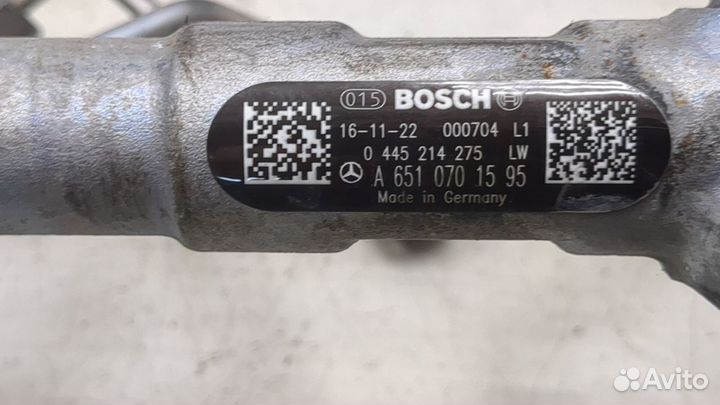 015 BOSCH
16-11-22 000704 L1
0 445 214 275 LW
A 651 070 15 95
Made in Germany
Avito